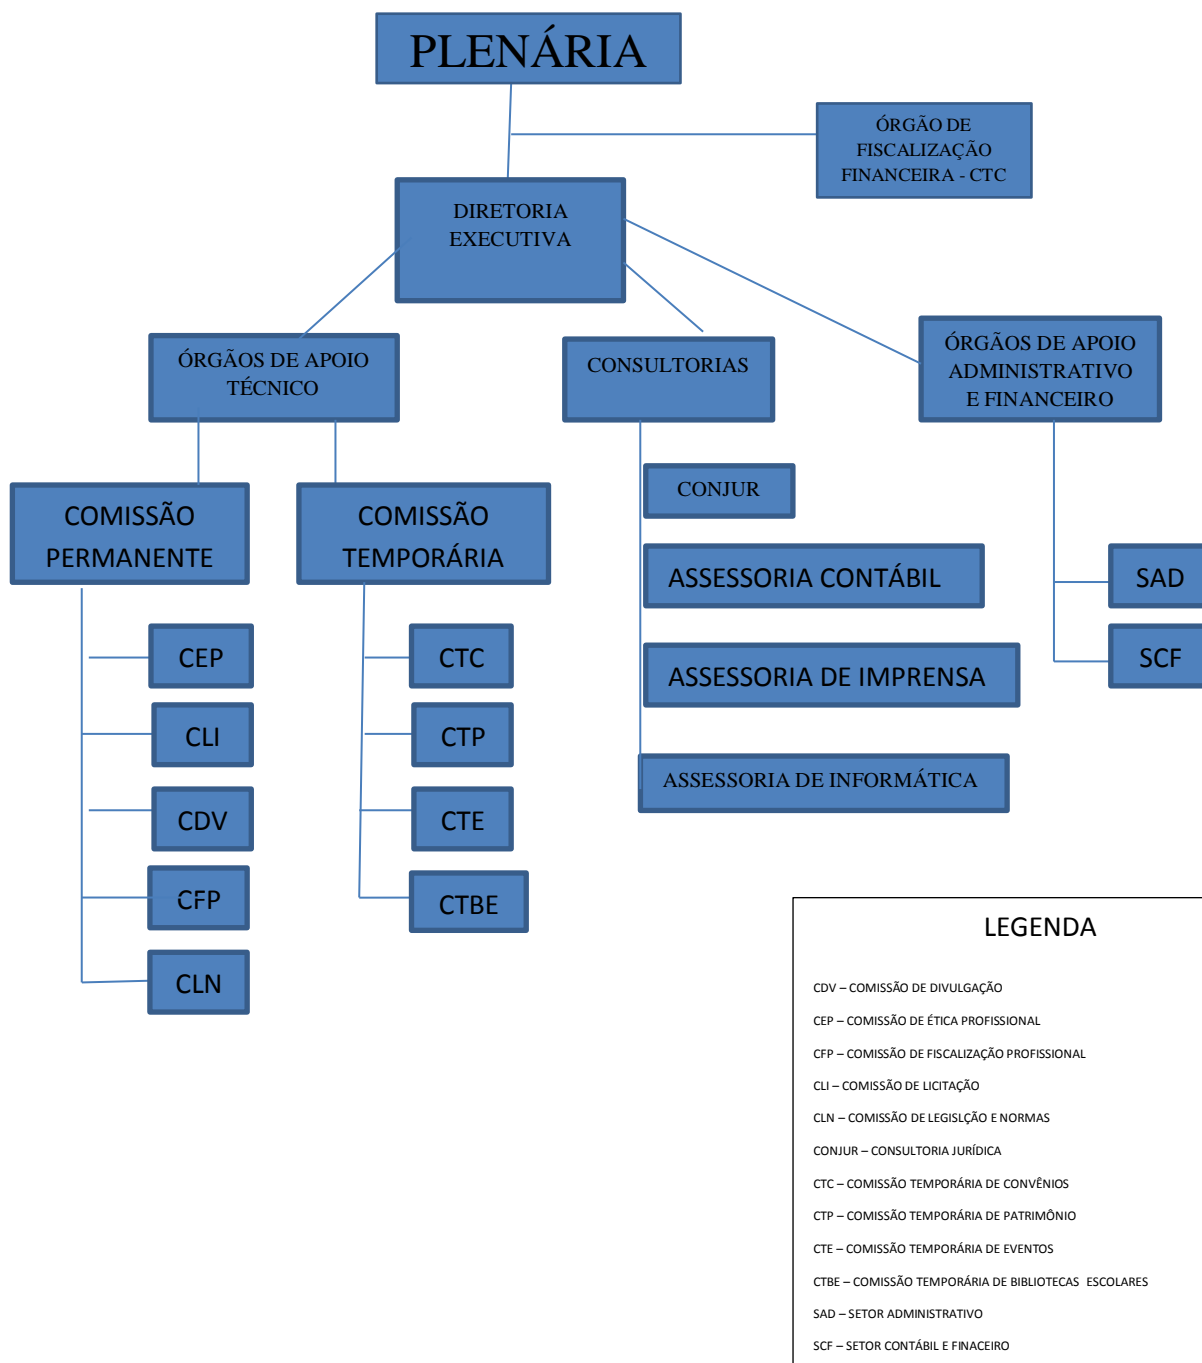 PLENÁRIA
ÓRGÃO DE
FISCALIZAÇÃO
FINANCEIRA - CTC
DIRETORIA
EXECUTIVA
ÓRGÃOS DE APOIO
TÉCNICO
CONSULTORIAS
ÓRGÃOS DE APOIO
ADMINISTRATIVO
E FINANCEIRO
COMISSÃO
PERMANENTE
COMISSÃO
TEMPORÁRIA
CONJUR
ASSESSORIA CONTÁBIL
ASSESSORIA DE IMPRENSA
ASSESSORIA DE INFORMÁTICA
SAD
SCF
CEP
CLI
CDV
CFP
CLN
CTC
CTP
CTE
CTBE
LEGENDA
CDV – COMISSÃO DE DIVULGAÇÃO
CEP – COMISSÃO DE ÉTICA PROFISSIONAL
CFP – COMISSÃO DE FISCALIZAÇÃO PROFISSIONAL
CLI – COMISSÃO DE LICITAÇÃO
CLN – COMISSÃO DE LEGISLÇÃO E NORMAS
CONJUR – CONSULTORIA JURÍDICA
CTC – COMISSÃO TEMPORÁRIA DE CONVÊNIOS
CTP – COMISSÃO TEMPORÁRIA DE PATRIMÔNIO
CTE – COMISSÃO TEMPORÁRIA DE EVENTOS
CTBE – COMISSÃO TEMPORÁRIA DE BIBLIOTECAS ESCOLARES
SAD – SETOR ADMINISTRATIVO
SCF – SETOR CONTÁBIL E FINACEIRO